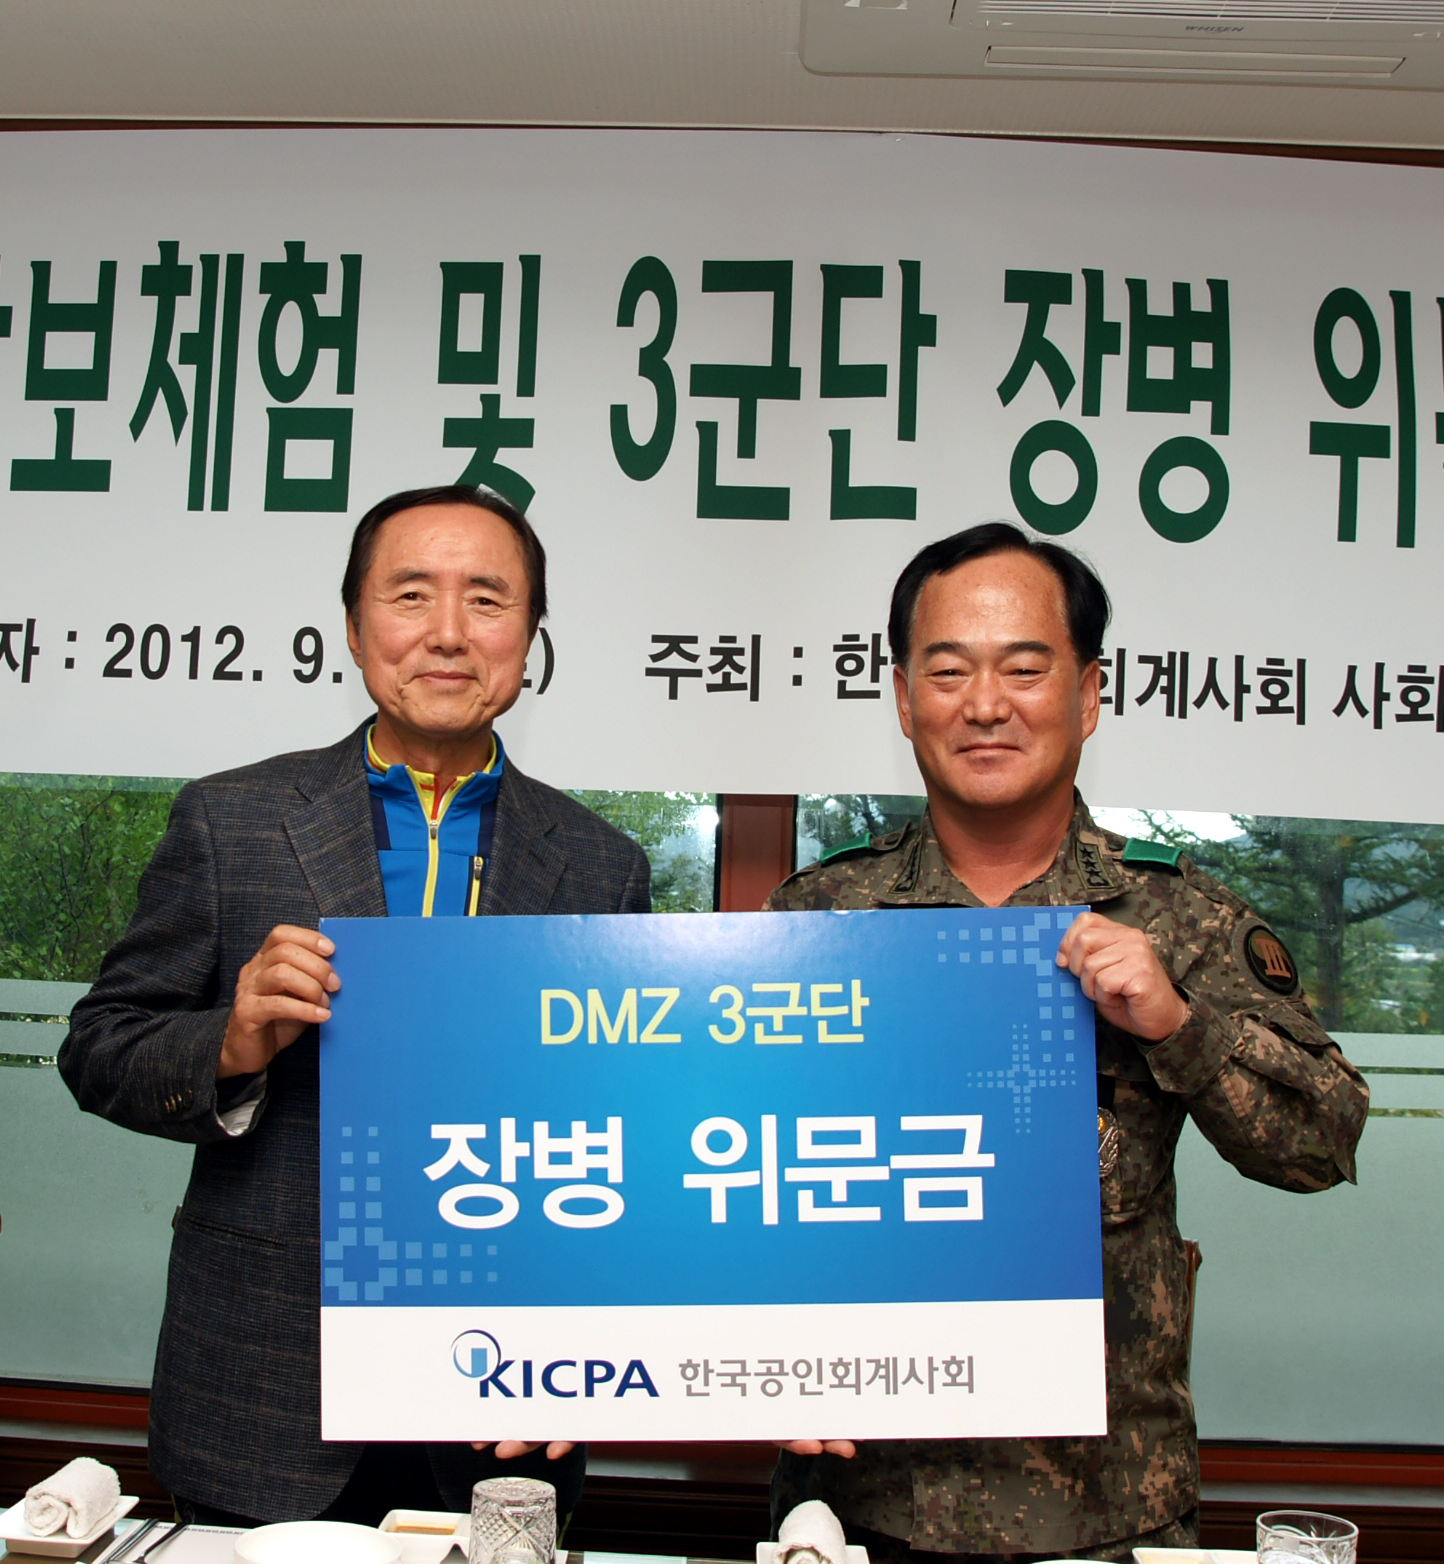 WHISEN
보체험 및 3군단 장병 위
자 : 2012. 9. ) 주최 : 한 회계사회 사회
DMZ 3군단
장병 위문금
KICPA 한국공인회계사회